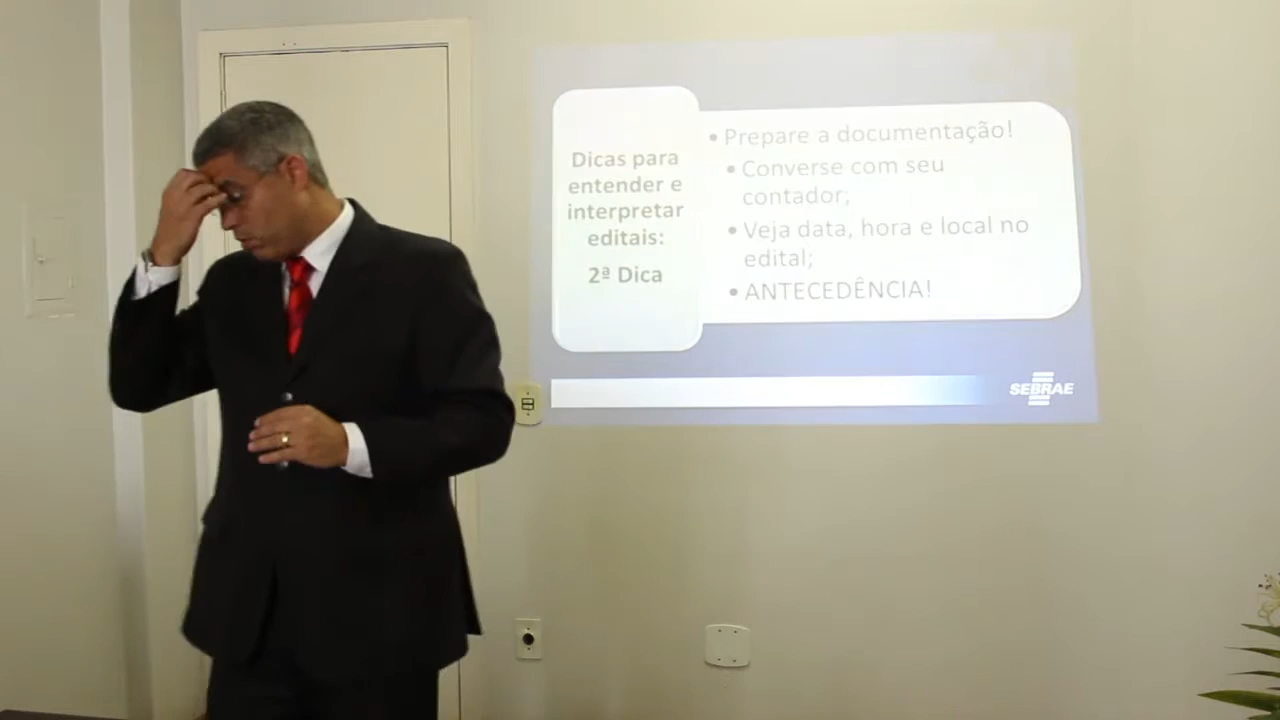 Dicas para
entender e
interpretar
editais:
2ª Dica
• Prepare a documentação!
• Converse com seu
contador;
• Veja data, hora e local no
edital;
• ANTECEDÊNCIA!
SEBRAE